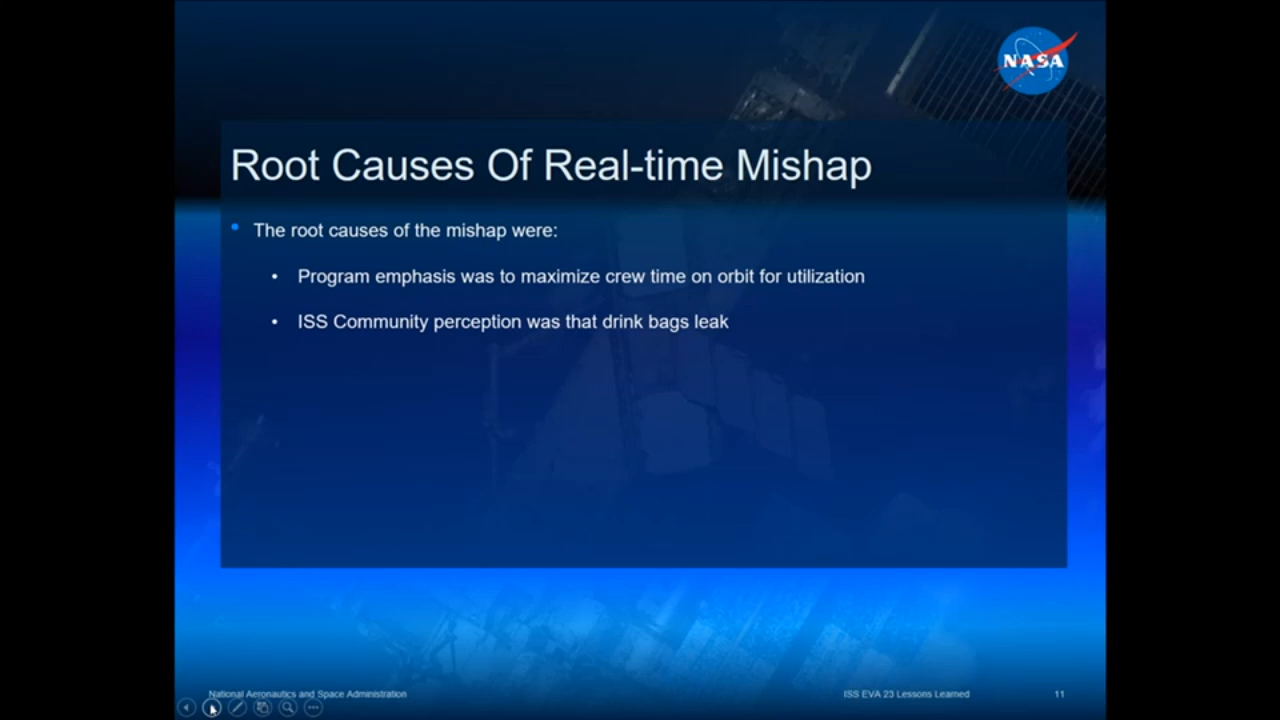 NASA
Root Causes Of Real-time Mishap
The root causes of the mishap were:
Program emphasis was to maximize crew time on orbit for utilization
ISS Community perception was that drink bags leak
National Aeronautics and Space Administration
ISS EVA 23 Lessons Learned
11